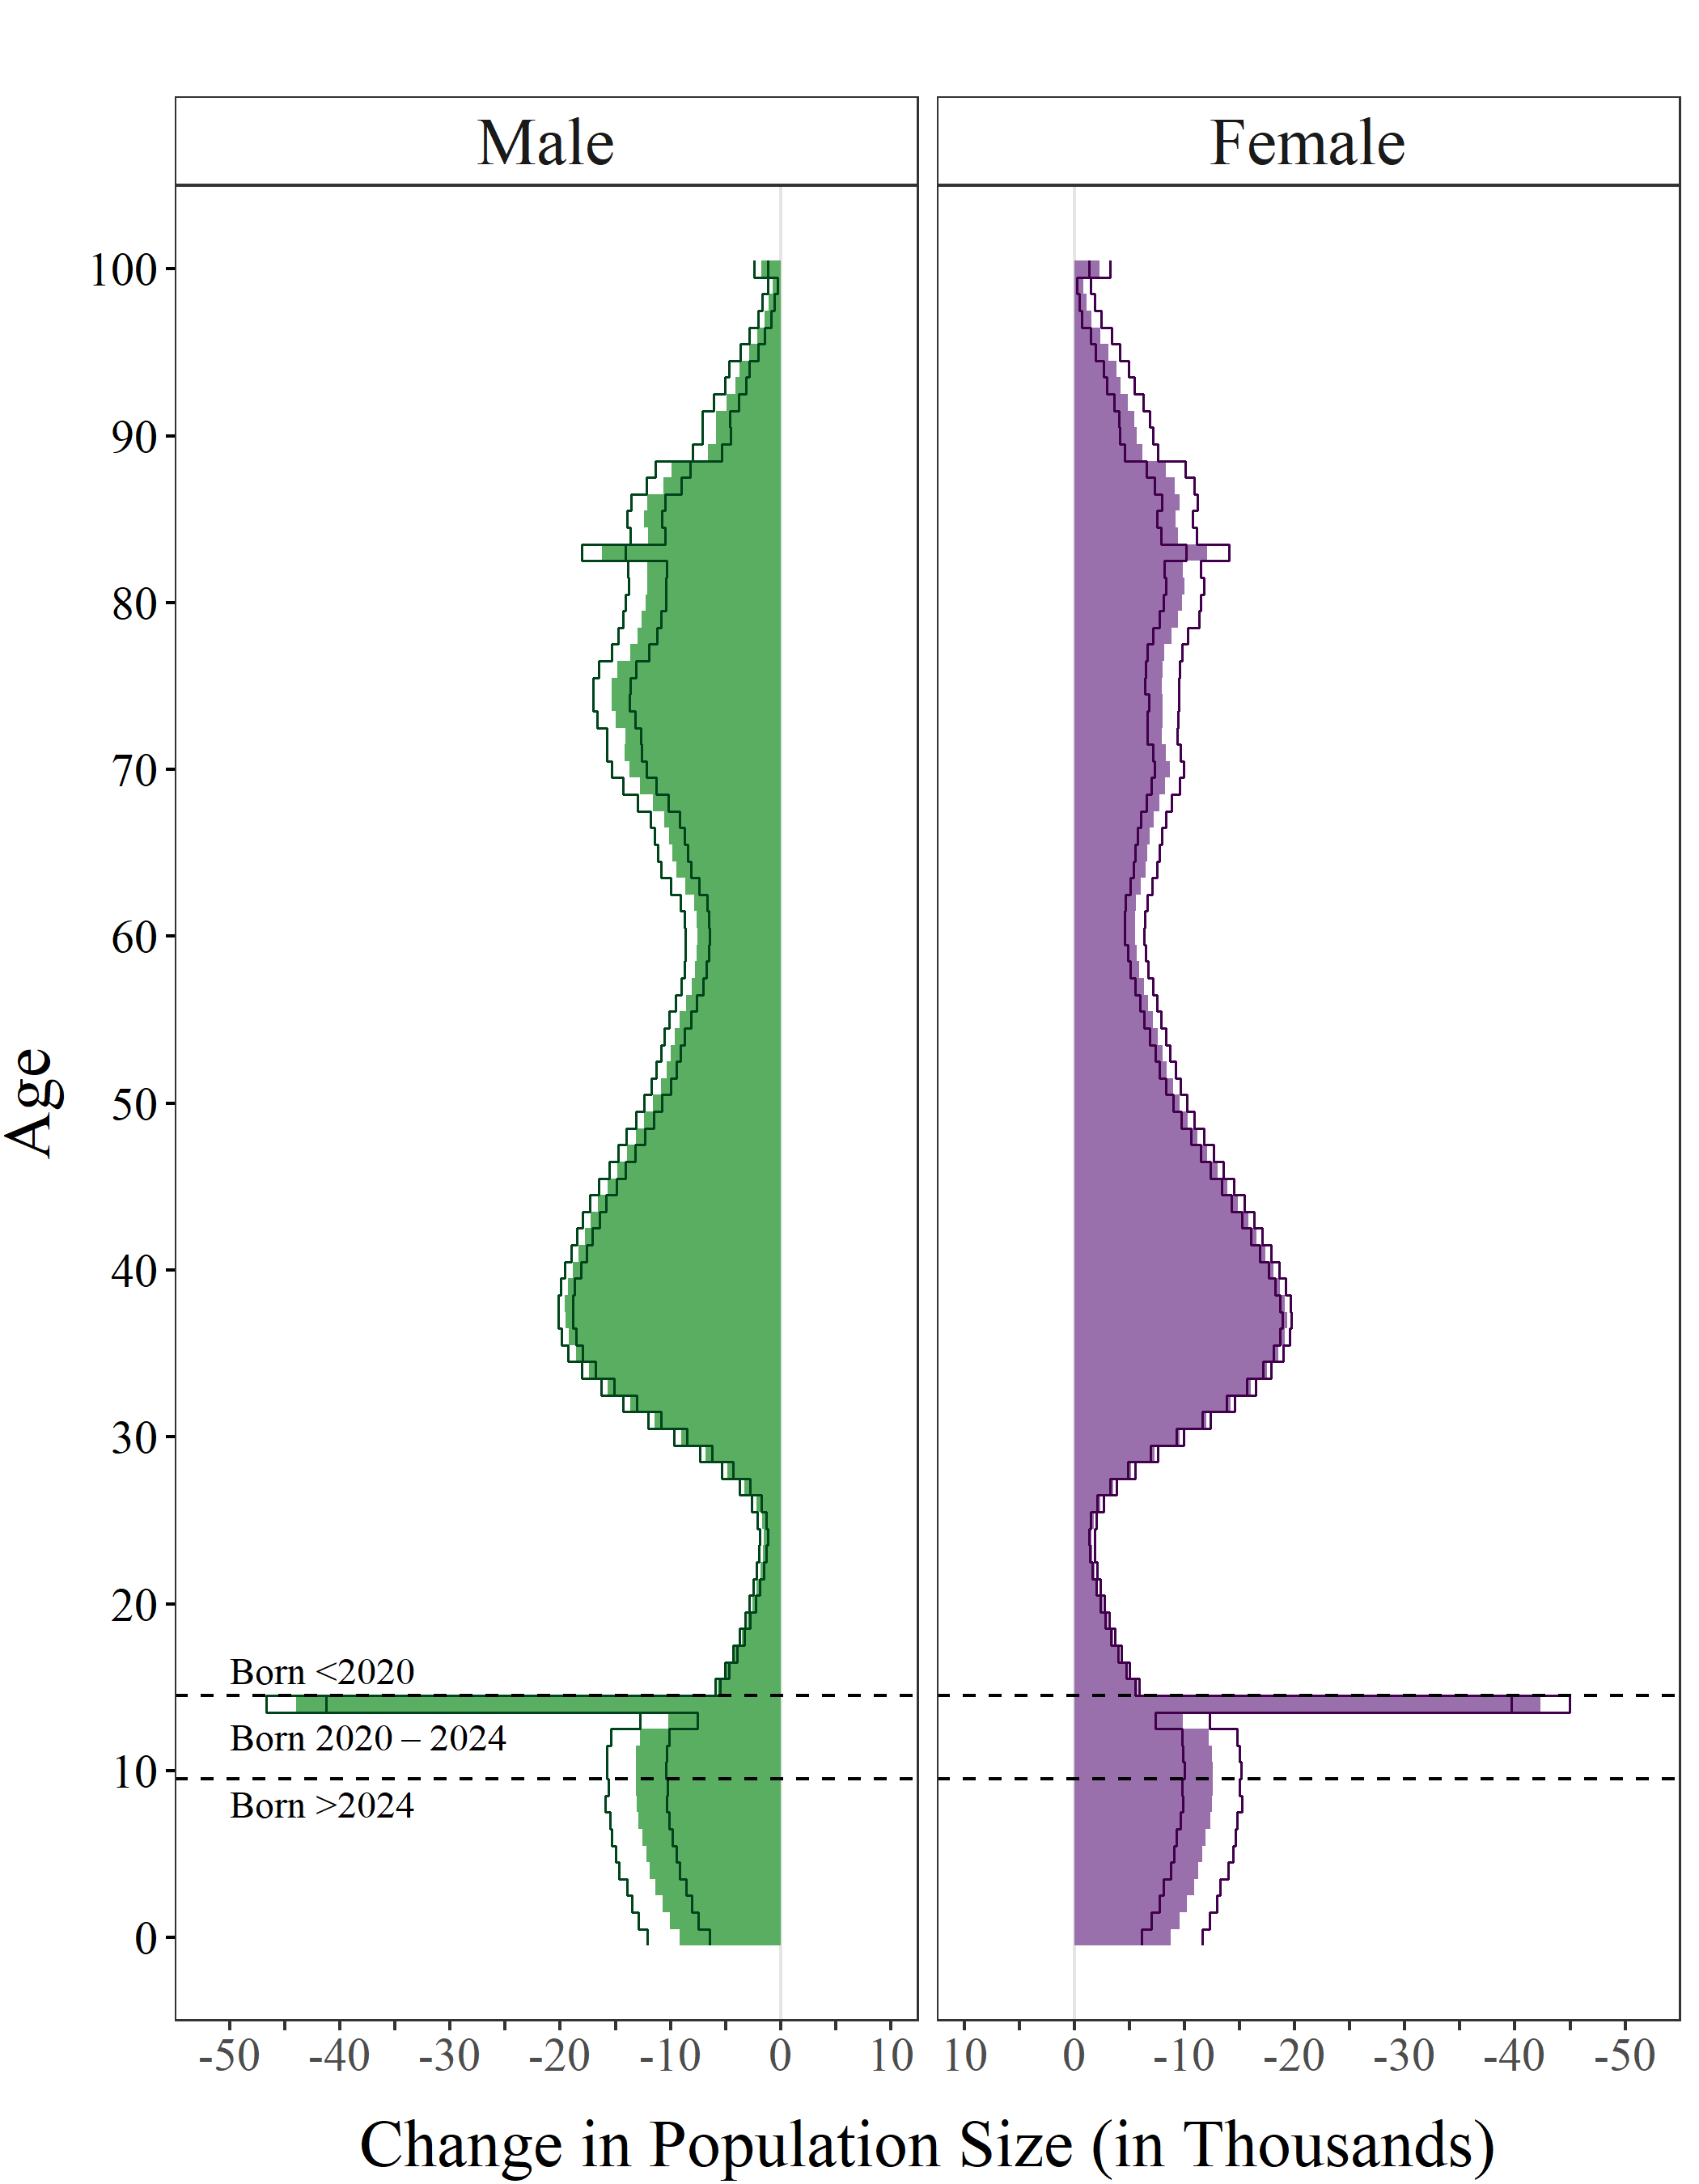 Male
Female
100
90
80
70
60
50
40
30
20
10
0
Age
Born <2020
Born 2020 – 2024
Born >2024
-50 -40 -30 -20 -10 0 10
10 0 -10 -20 -30 -40 -50
Change in Population Size (in Thousands)